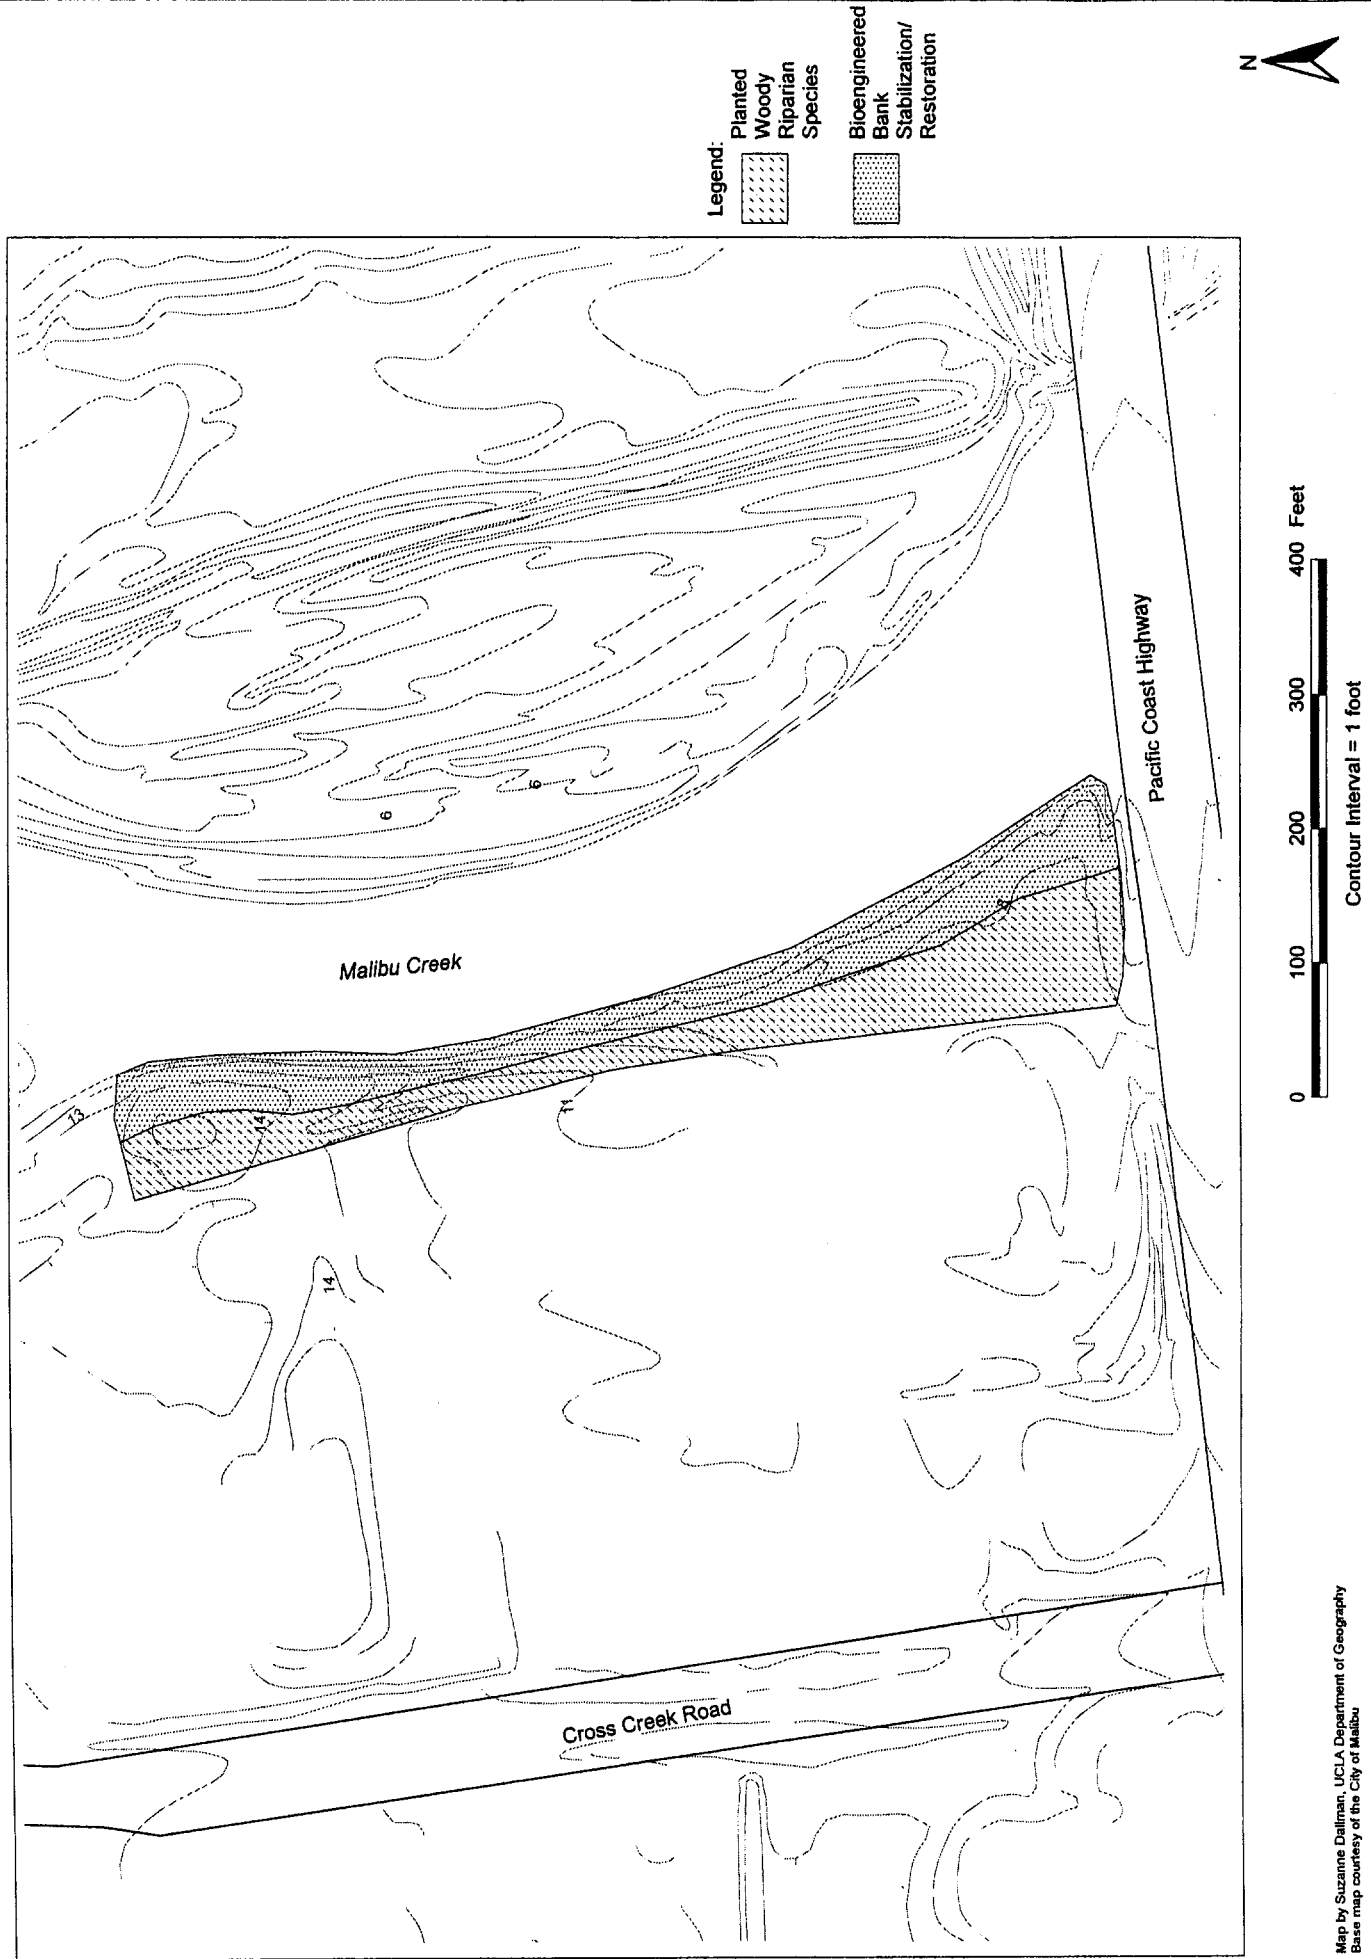 Legend:
Planted
Woody
Riparian
Species
Bioengineered
Bank
Stabilization/
Restoration
N
13
14
14
11
8
6
6
Malibu Creek
Cross Creek Road
Pacific Coast Highway
0 100 200 300 400 Feet
Contour Interval = 1 foot
Map by Suzanne Dallman, UCLA Department of Geography
Base map courtesy of the City of Malibu